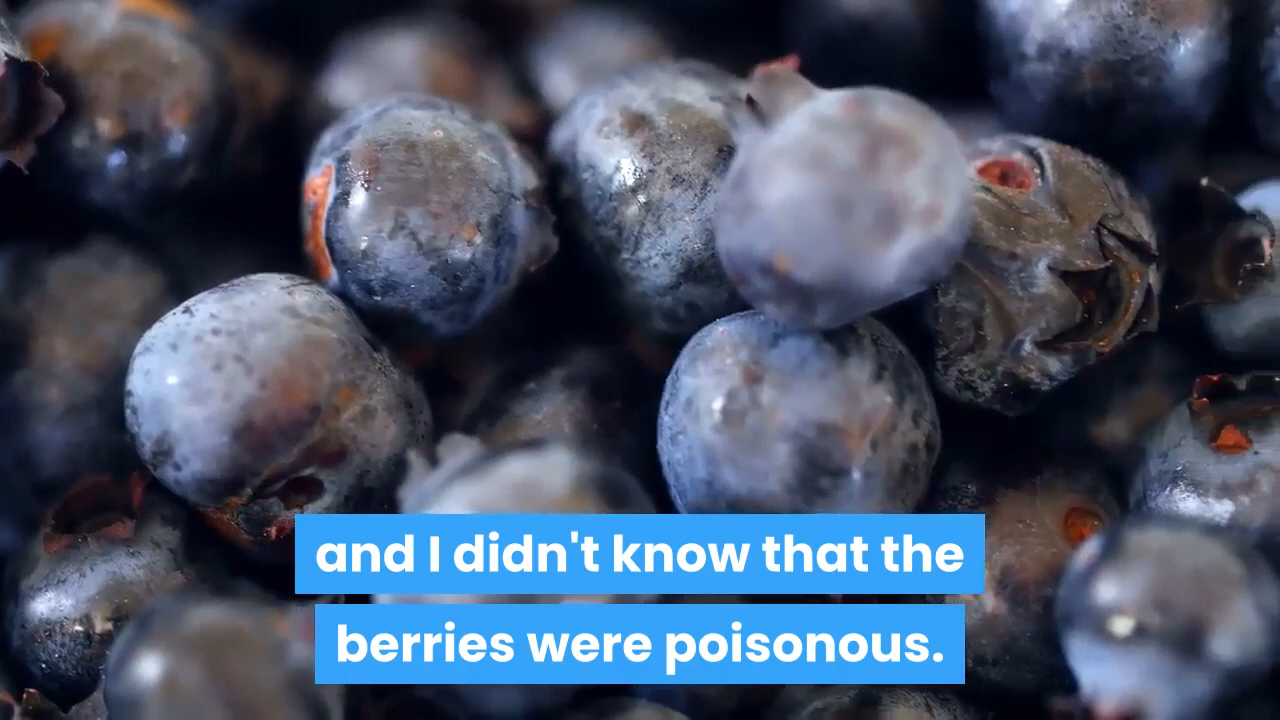 and I didn't know that the
berries were poisonous.